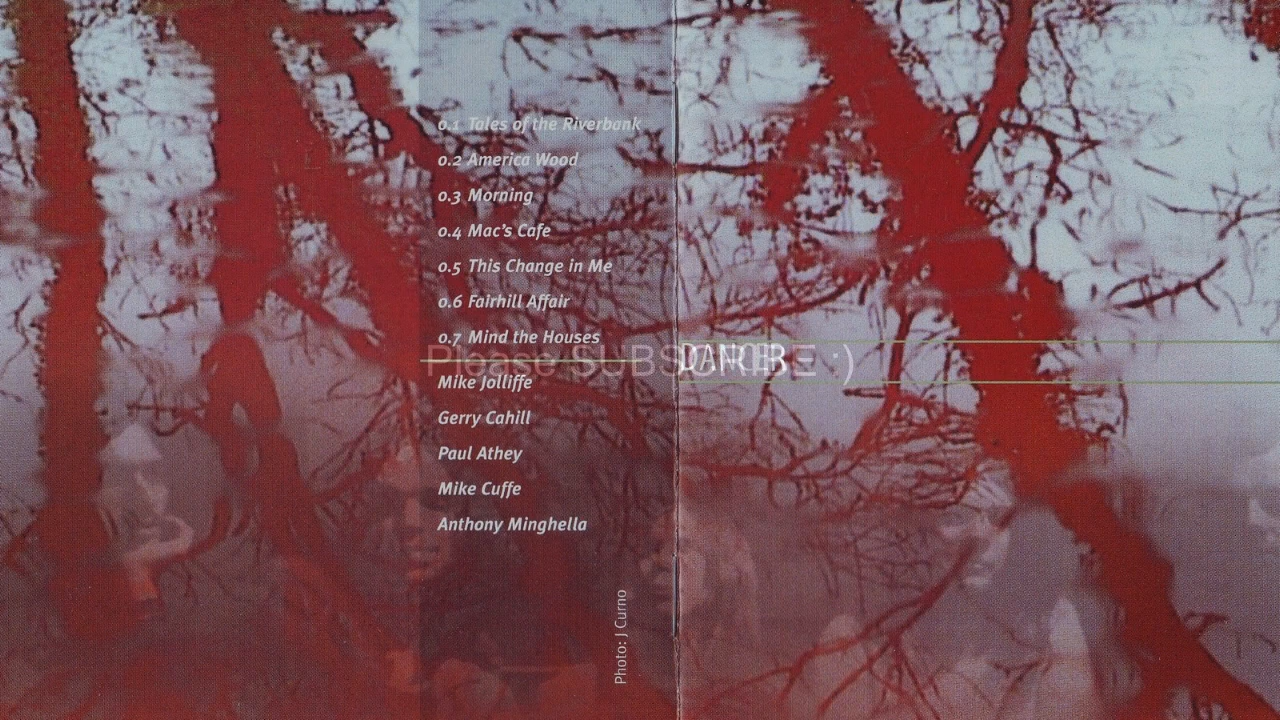 0.1 Tales of the Riverbank
0.2 America Wood
0.3 Morning
0.4 Mac's Cafe
0.5 This Change in Me
0.6 Fairhill Affair
0.7 Mind the Houses
Please SUBSCRIBE :)
Mike Jolliffe
Gerry Cahill
Paul Athey
Mike Cuffe
Anthony Minghella
Photo: J Curno